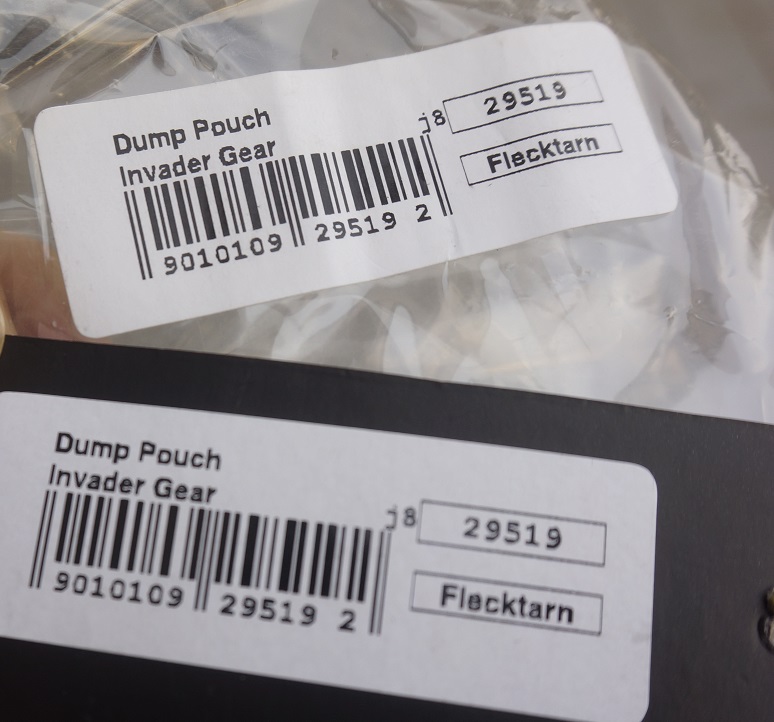 Dump Pouch
Invader Gear
j8
29519
Flecktarn
9010109 29519 2
Dump Pouch
Invader Gear
j8
29519
Flecktarn
9010109 29519 2